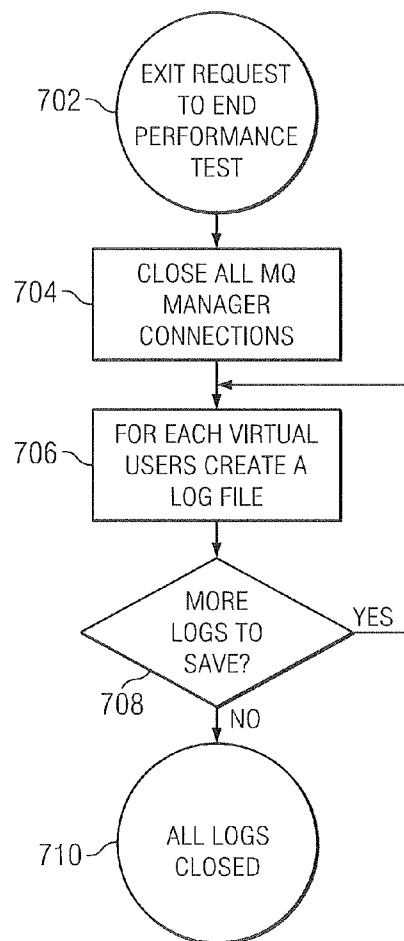 702
EXIT REQUEST
TO END
PERFORMANCE
TEST
704
CLOSE ALL MQ
MANAGER
CONNECTIONS
706
FOR EACH VIRTUAL
USERS CREATE A
LOG FILE
MORE
LOGS TO
SAVE?
YES
708
NO
710
ALL LOGS
CLOSED